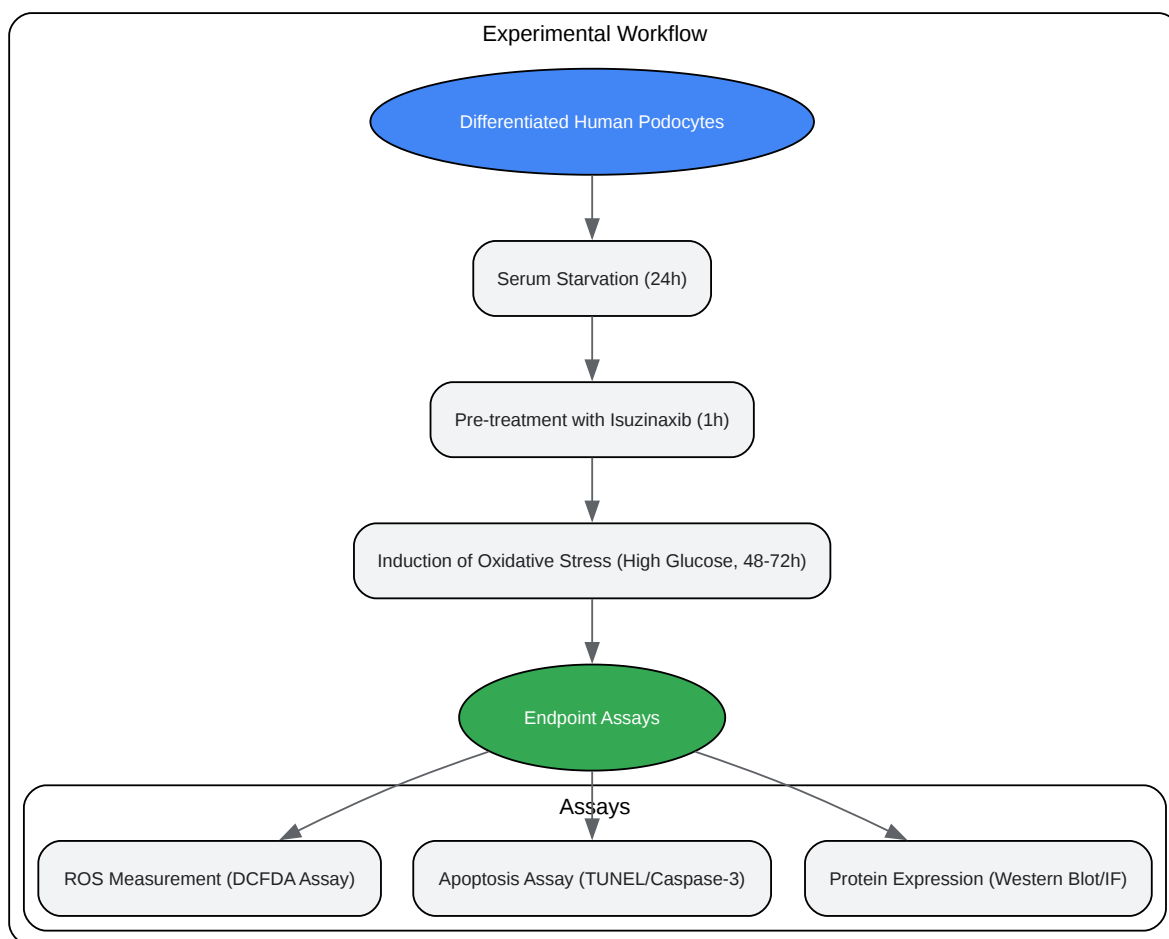 Experimental Workflow
Differentiated Human Podocytes
Serum Starvation (24h)
Pre-treatment with Isuzinaxib (1h)
Induction of Oxidative Stress (High Glucose, 48-72h)
Endpoint Assays
Assays
ROS Measurement (DCFDA Assay)
Apoptosis Assay (TUNEL/Caspase-3)
Protein Expression (Western Blot/IF)